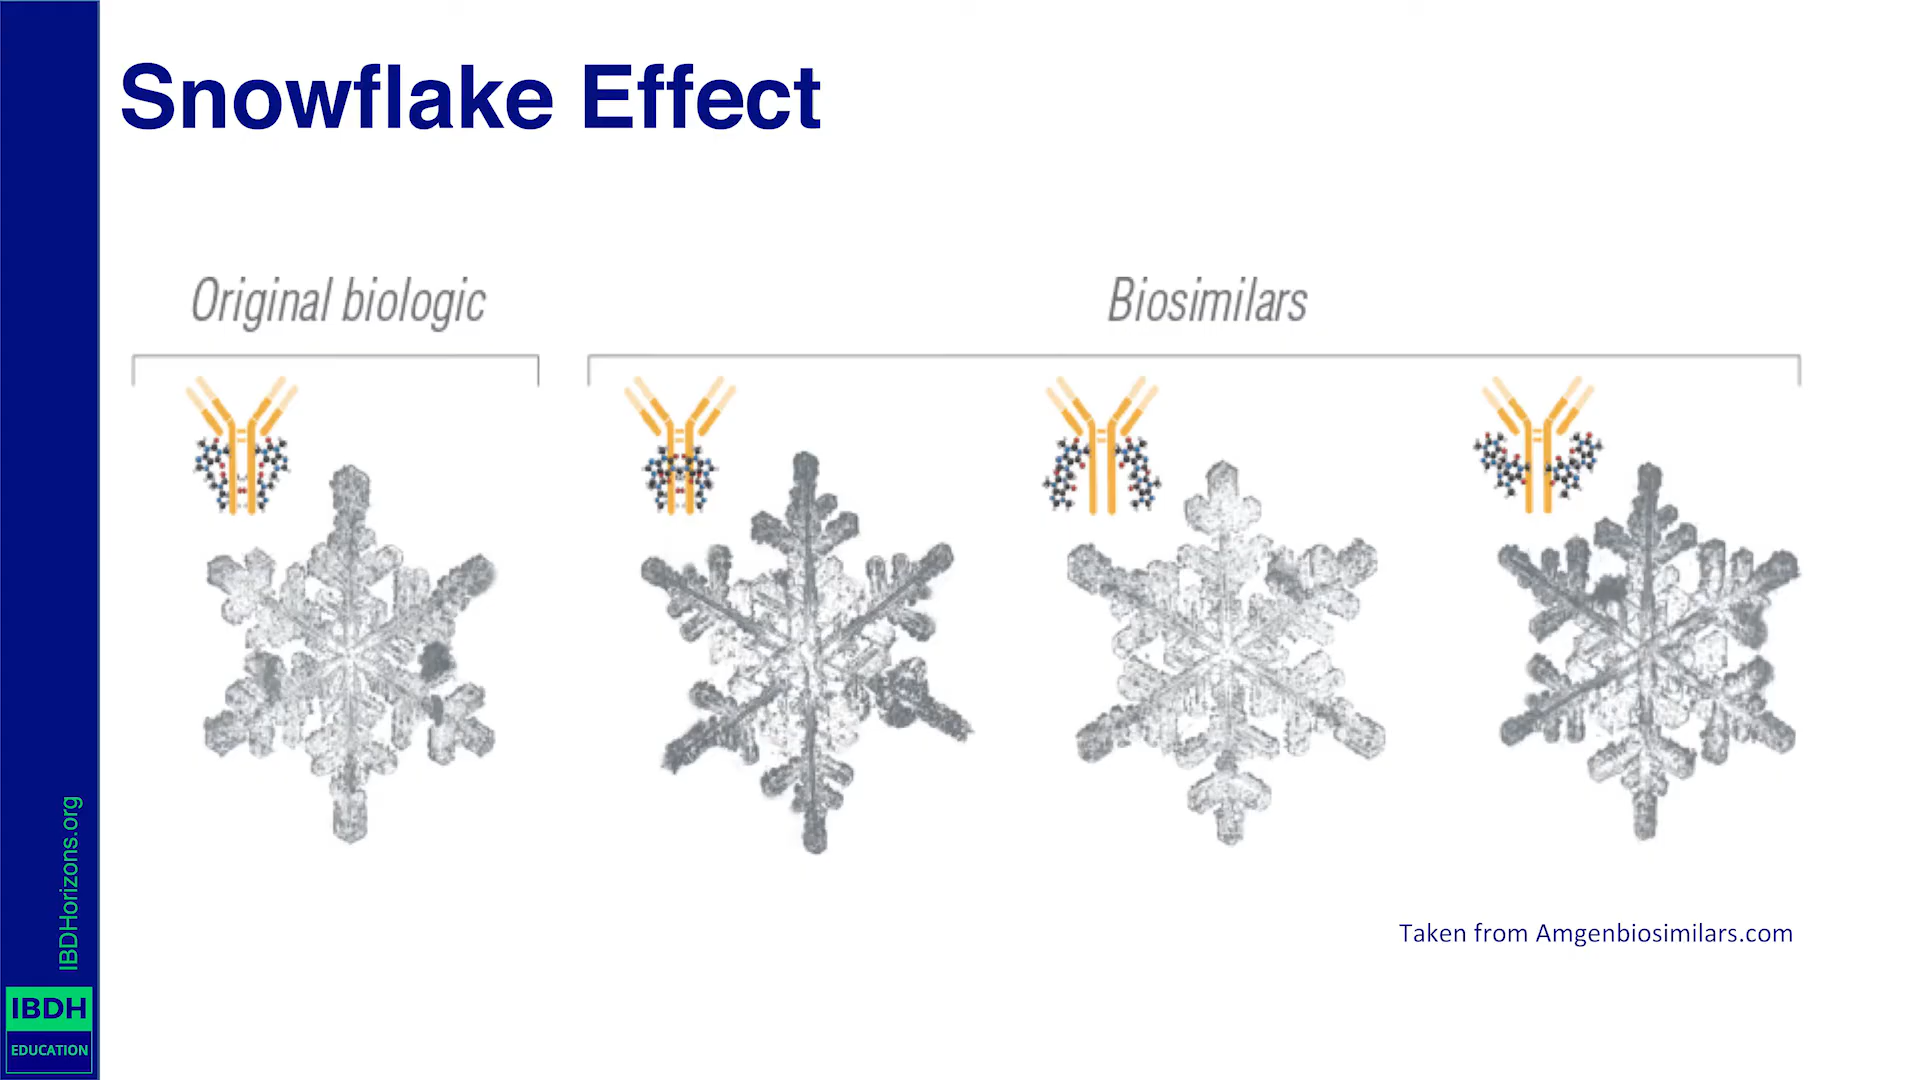 Snowflake Effect
Original biologic
Biosimilars
Taken from Amgenbiosimilars.com
IBDHorizons.org
IBDH
EDUCATION